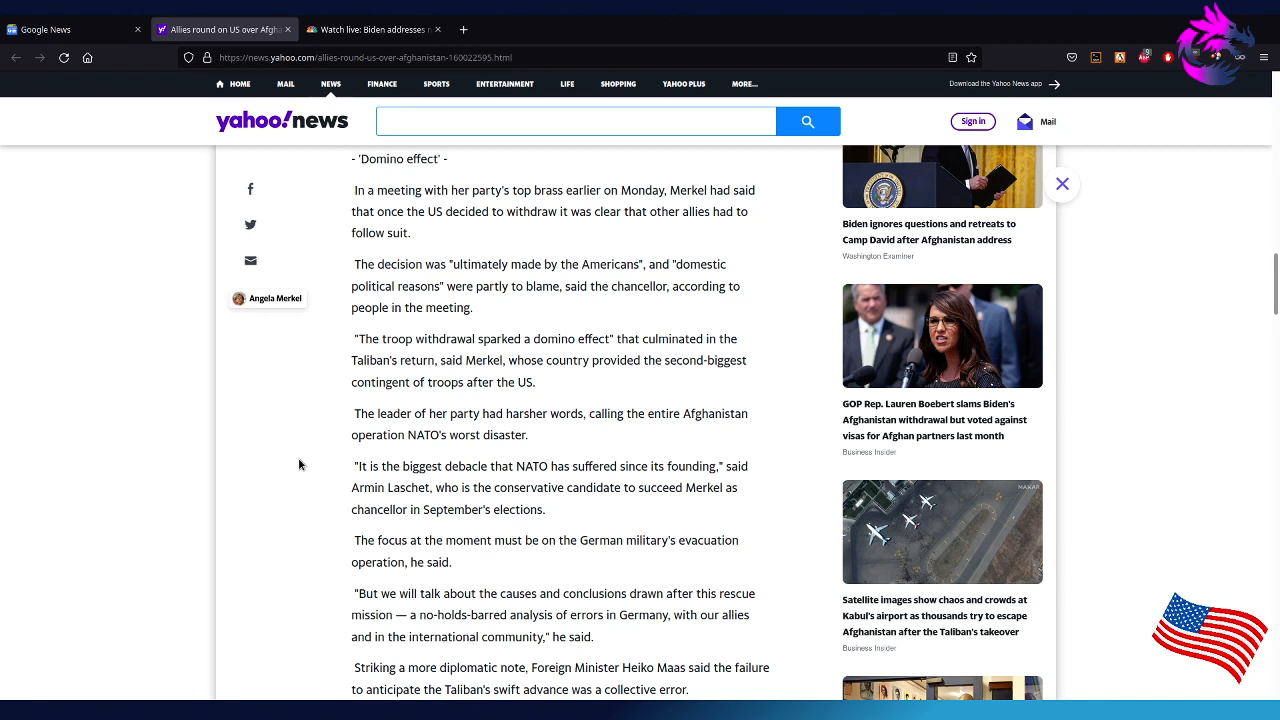 Google News
Allies round on US over Afgha
Watch live: Biden addresses n
https://news.yahoo.com/allies-round-us-over-afghanistan-160022595.html
HOME
MAIL
NEWS
FINANCE
SPORTS
ENTERTAINMENT
LIFE
SHOPPING
YAHOO PLUS
MORE...
Download the Yahoo News app
yahoo!news
Sign in
Mail
- 'Domino effect' -
In a meeting with her party's top brass earlier on Monday, Merkel had said
that once the US decided to withdraw it was clear that other allies had to
follow suit.
The decision was "ultimately made by the Americans", and "domestic
political reasons" were partly to blame, said the chancellor, according to
people in the meeting.
"The troop withdrawal sparked a domino effect" that culminated in the
Taliban's return, said Merkel, whose country provided the second-biggest
contingent of troops after the US.
The leader of her party had harsher words, calling the entire Afghanistan
operation NATO's worst disaster.
"It is the biggest debacle that NATO has suffered since its founding," said
Armin Laschet, who is the conservative candidate to succeed Merkel as
chancellor in September's elections.
The focus at the moment must be on the German military's evacuation
operation, he said.
"But we will talk about the causes and conclusions drawn after this rescue
mission — a no-holds-barred analysis of errors in Germany, with our allies
and in the international community," he said.
Striking a more diplomatic note, Foreign Minister Heiko Maas said the failure
to anticipate the Taliban's swift advance was a collective error.
Angela Merkel
Biden ignores questions and retreats to
Camp David after Afghanistan address
Washington Examiner
GOP Rep. Lauren Boebert slams Biden's
Afghanistan withdrawal but voted against
visas for Afghan partners last month
Business Insider
MAXAR
Satellite images show chaos and crowds at
Kabul's airport as thousands try to escape
Afghanistan after the Taliban's takeover
Business Insider